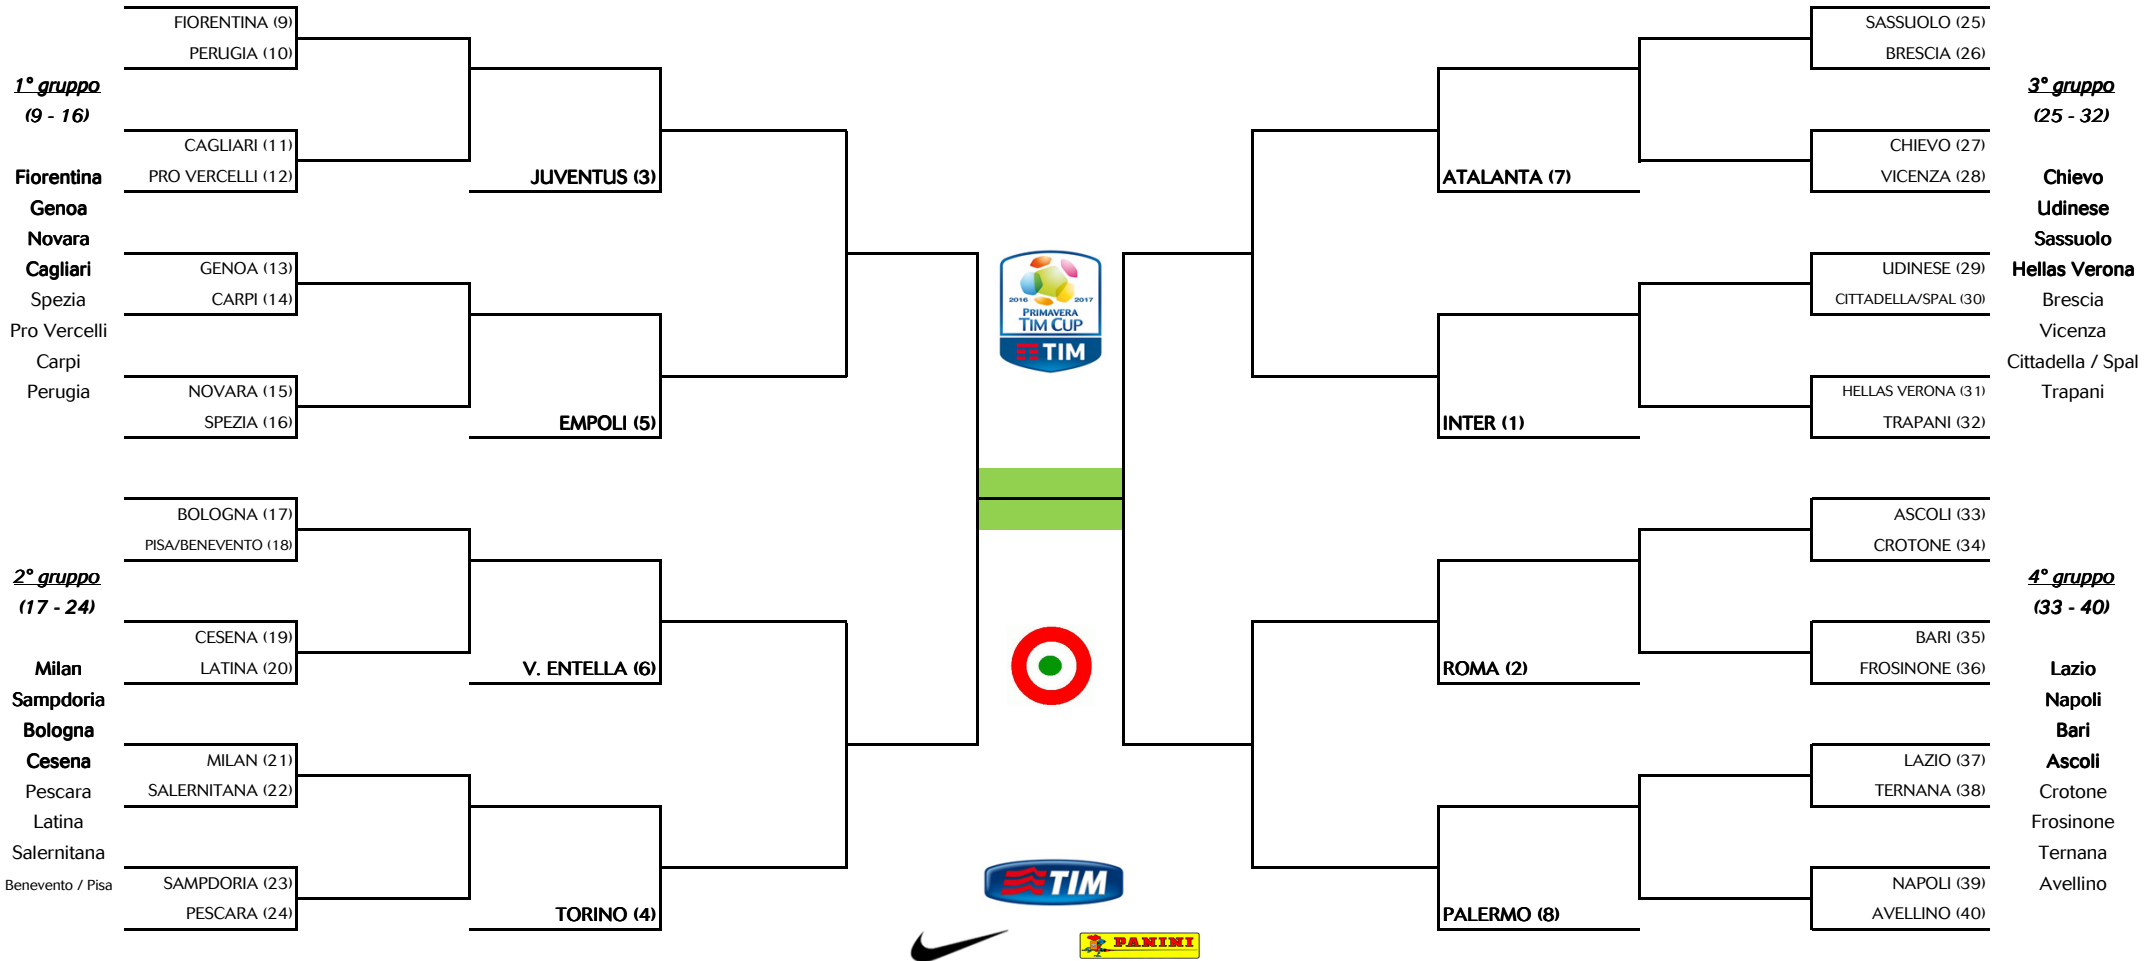 FIORENTINA (9)
PERUGIA (10)
1° gruppo
(9 - 16)
CAGLIARI (11)
PRO VERCELLI (12)
JUVENTUS (3)
Fiorentina
Genoa
Novara
Cagliari
Spezia
Pro Vercelli
Carpi
Perugia
GENOA (13)
CARPI (14)
NOVARA (15)
SPEZIA (16)
EMPOLI (5)
BOLOGNA (17)
PISA/BENEVENTO (18)
2° gruppo
(17 - 24)
CESENA (19)
LATINA (20)
V. ENTELLA (6)
Milan
Sampdoria
Bologna
Cesena
Pescara
Latina
Salernitana
Benevento / Pisa
MILAN (21)
SALERNITANA (22)
SAMPDORIA (23)
PESCARA (24)
TORINO (4)
2016 2017
PRIMAVERA
TIM CUP
TIM
TIM
PANINI
SASSUOLO (25)
BRESCIA (26)
3° gruppo
(25 - 32)
CHIEVO (27)
VICENZA (28)
ATALANTA (7)
Chievo
Udinese
Sassuolo
Hellas Verona
Brescia
Vicenza
Cittadella / Spal
Trapani
UDINESE (29)
CITTADELLA/SPAL (30)
HELLAS VERONA (31)
TRAPANI (32)
INTER (1)
ASCOLI (33)
CROTONE (34)
4° gruppo
(33 - 40)
BARI (35)
FROSINONE (36)
ROMA (2)
Lazio
Napoli
Bari
Ascoli
Crotone
Frosinone
Ternana
Avellino
LAZIO (37)
TERNANA (38)
NAPOLI (39)
AVELLINO (40)
PALERMO (8)